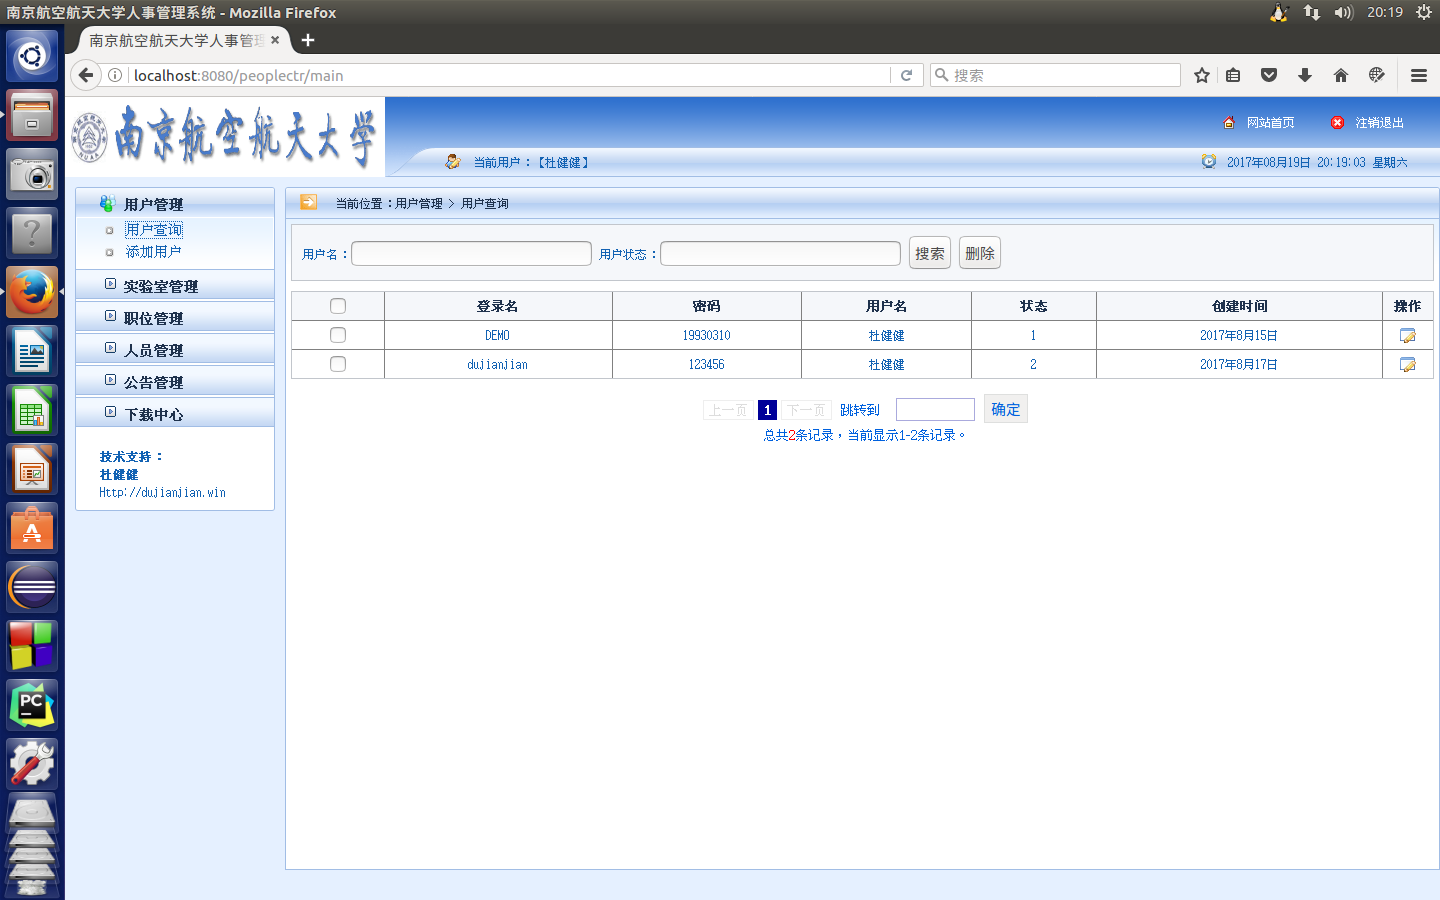 南京航空航天大学人事管理系统 - Mozilla Firefox
20:19
南京航空航天大学人事管理
localhost:8080/peoplectr/main
搜索
南京航空航天大学
网站首页
注销退出
当前用户：【杜健健】
2017年08月19日 20:19:03 星期六
用户管理
用户查询
添加用户
实验室管理
职位管理
人员管理
公告管理
下载中心
技术支持：
杜健健
Http://dujianjian.win
当前位置：用户管理 > 用户查询
用户名： 用户状态： 搜索 删除
登录名 密码 用户名 状态 创建时间 操作
DEMO 19930310 杜健健 1 2017年8月15日
dujianjian 123456 杜健健 2 2017年8月17日
上一页 1 下一页 跳转到 确定
总共2条记录，当前显示1-2条记录。
PC